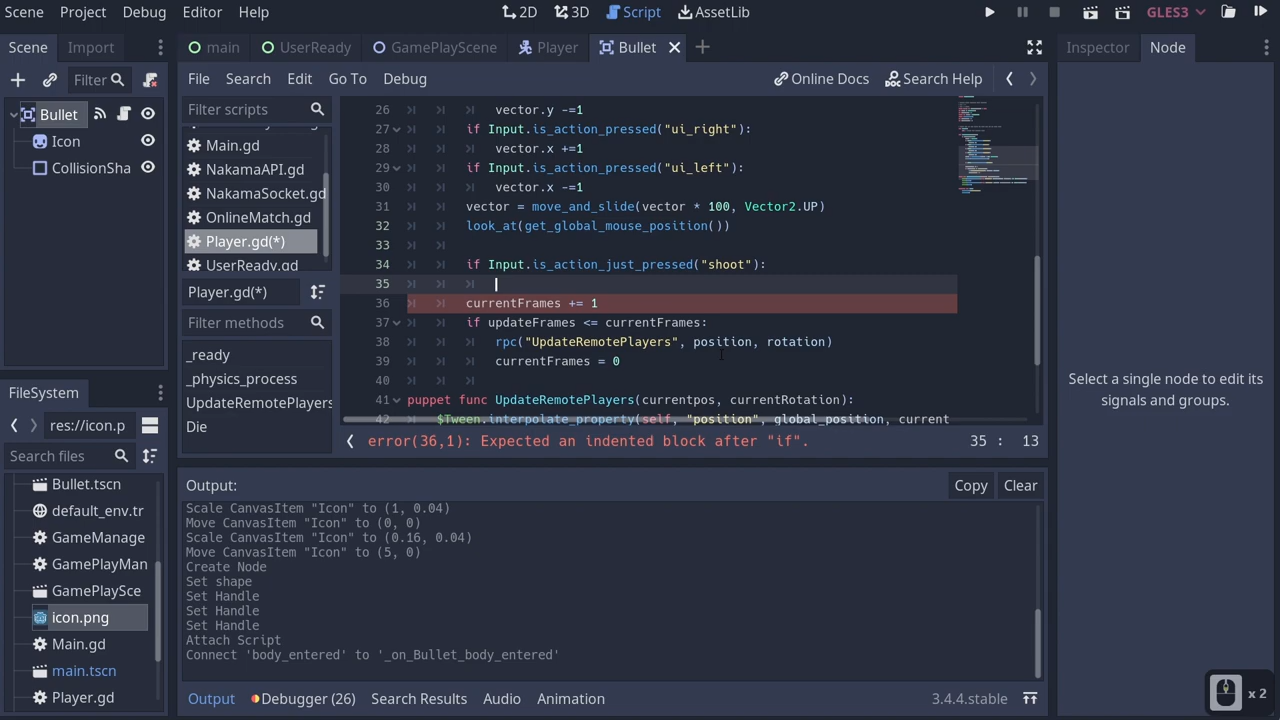 Scene Project Debug Editor Help 2D 3D Script AssetLib GLES3
Scene Import main UserReady GamePlayScene Player Bullet Inspector Node
Filter File Search Edit Go To Debug Online Docs Search Help
Bullet
Icon
CollisionSha
Filter scripts
Main.gd
NakamaAPI.gd
NakamaSocket.gd
OnlineMatch.gd
Player.gd(*)
UserReady.gd
Player.gd(*)
Filter methods
_ready
_physics_process
UpdateRemotePlayers
Die
26 vector.y -=1
27 if Input.is_action_pressed("ui_right"):
28 vector.x +=1
29 if Input.is_action_pressed("ui_left"):
30 vector.x -=1
31 vector = move_and_slide(vector * 100, Vector2.UP)
32 look_at(get_global_mouse_position())
33
34 if Input.is_action_just_pressed("shoot"):
35
36 currentFrames += 1
37 if updateFrames <= currentFrames:
38 rpc("UpdateRemotePlayers", position, rotation)
39 currentFrames = 0
40
41 puppet func UpdateRemotePlayers(currentpos, currentRotation):
42 $Tween.interpolate_property(self, "position", global_position, current
error(36,1): Expected an indented block after "if". 35 : 13
Select a single node to edit its
signals and groups.
FileSystem
res://icon.p
Search files
Bullet.tscn
default_env.tr
GameManage
GamePlayMan
GamePlaySce
icon.png
Main.gd
main.tscn
Player.gd
Output: Copy Clear
Scale CanvasItem "Icon" to (1, 0.04)
Move CanvasItem "Icon" to (0, 0)
Scale CanvasItem "Icon" to (0.16, 0.04)
Move CanvasItem "Icon" to (5, 0)
Create Node
Set shape
Set Handle
Set Handle
Set Handle
Attach Script
Connect 'body_entered' to '_on_Bullet_body_entered'
Output Debugger (26) Search Results Audio Animation 3.4.4.stable
x 2